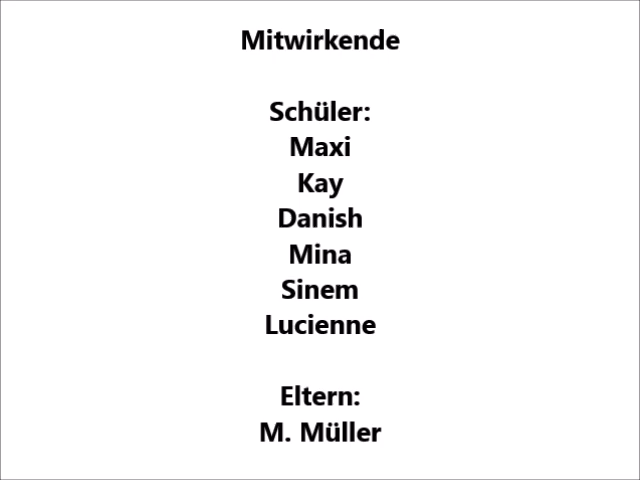 Mitwirkende
Schüler:
Maxi
Kay
Danish
Mina
Sinem
Lucienne
Eltern:
M. Müller